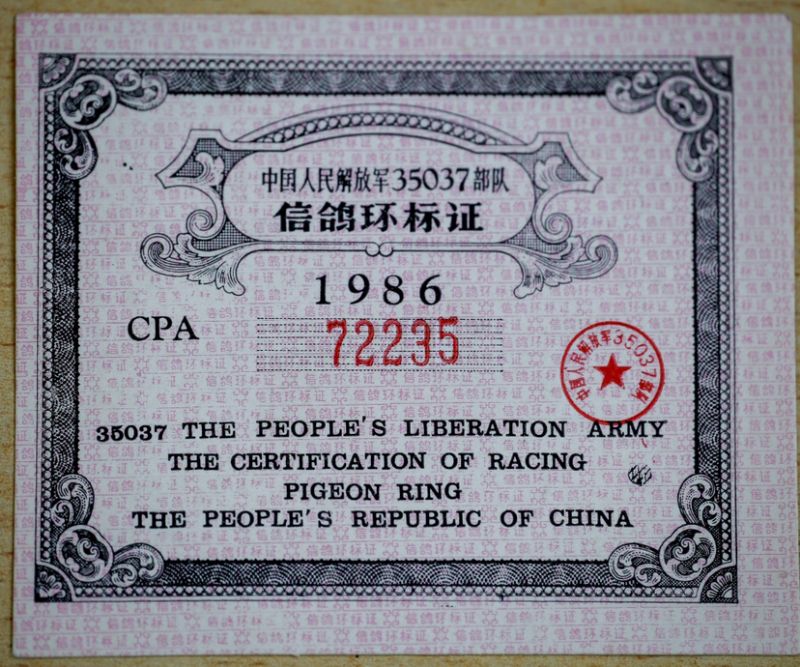 中国人民解放军35037部队
信鸽环标证
1986
CPA
72235
中国人民解放军35037部队
35037 THE PEOPLE'S LIBERATION ARMY
THE CERTIFICATION OF RACING
PIGEON RING
THE PEOPLE'S REPUBLIC OF CHINA